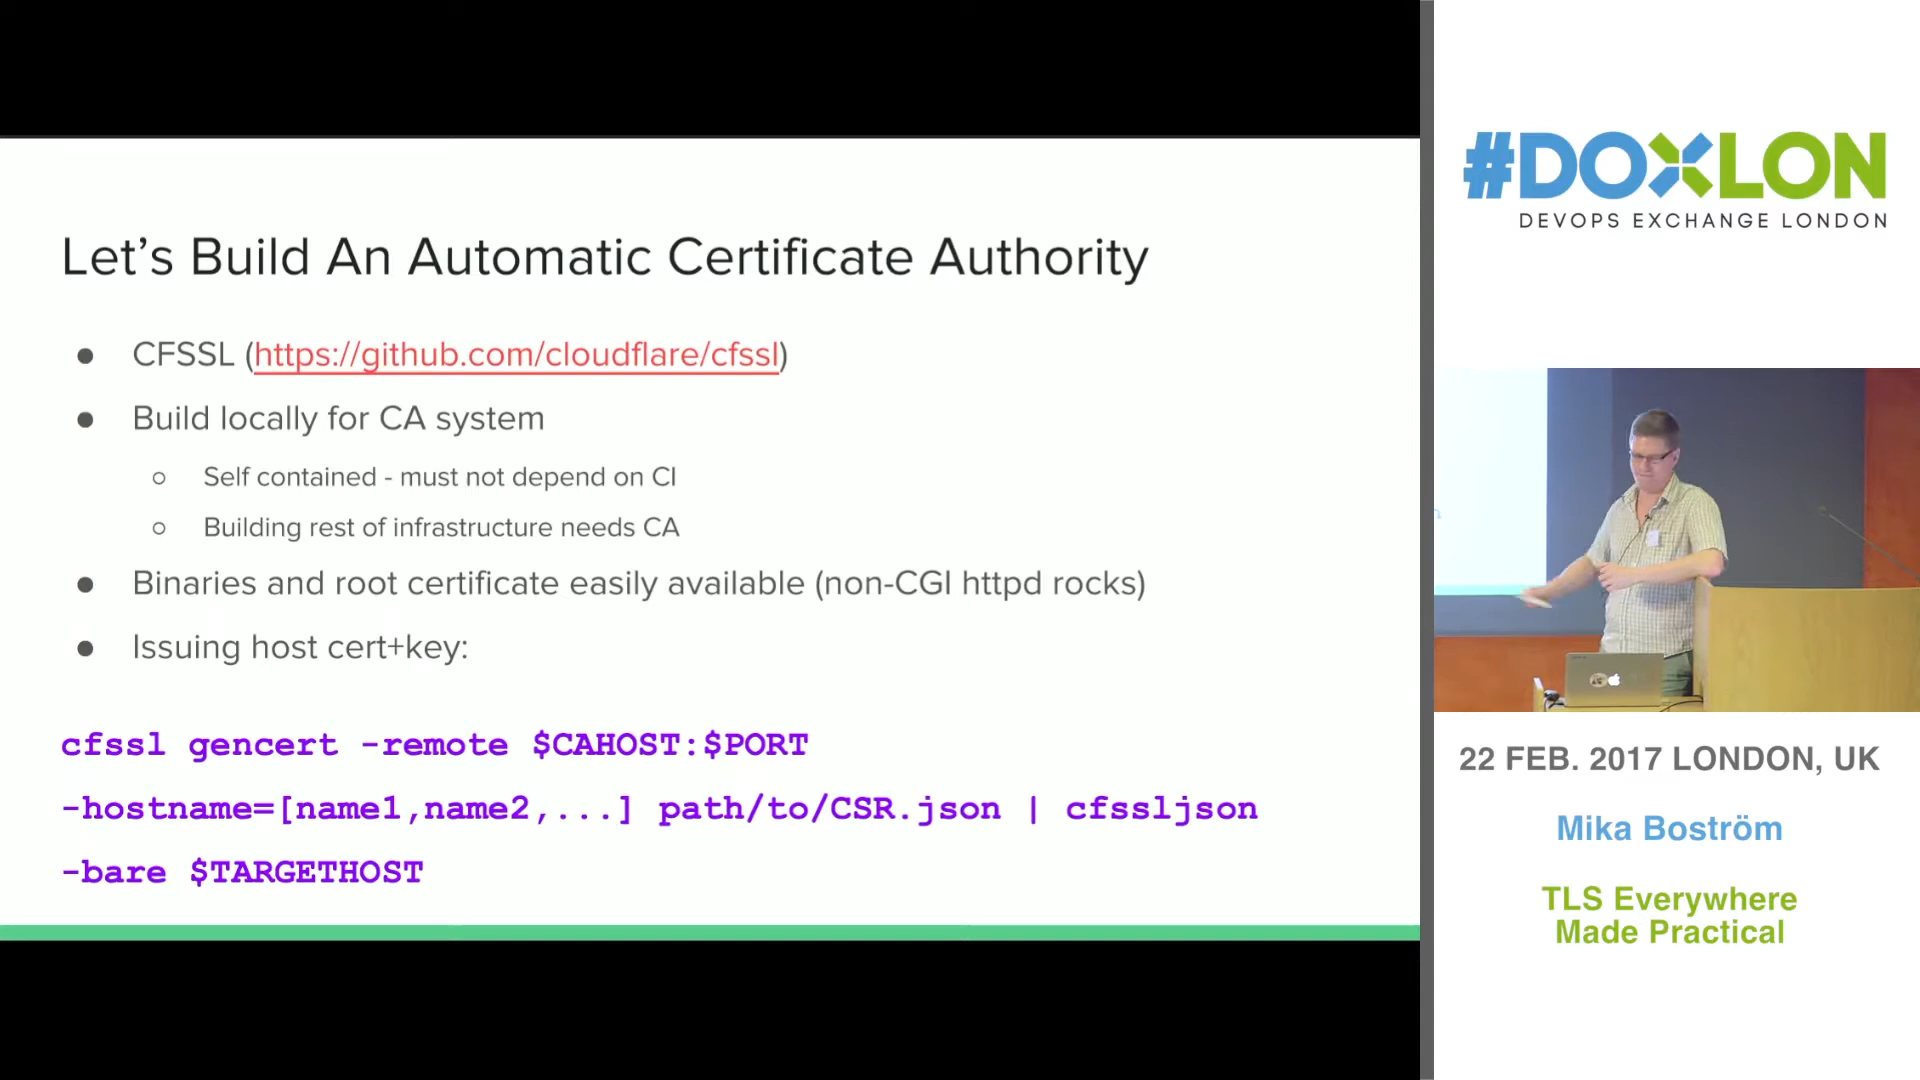 Let's Build An Automatic Certificate Authority
● CFSSL (https://github.com/cloudflare/cfssl)
● Build locally for CA system
○ Self contained - must not depend on CI
○ Building rest of infrastructure needs CA
● Binaries and root certificate easily available (non-CGI httpd rocks)
● Issuing host cert+key:
cfssl gencert -remote $CAHOST:$PORT
-hostname=[name1,name2,...] path/to/CSR.json | cfssljson
-bare $TARGETHOST
#DOXLON
DEVOPS EXCHANGE LONDON
22 FEB. 2017 LONDON, UK
Mika Boström
TLS Everywhere
Made Practical